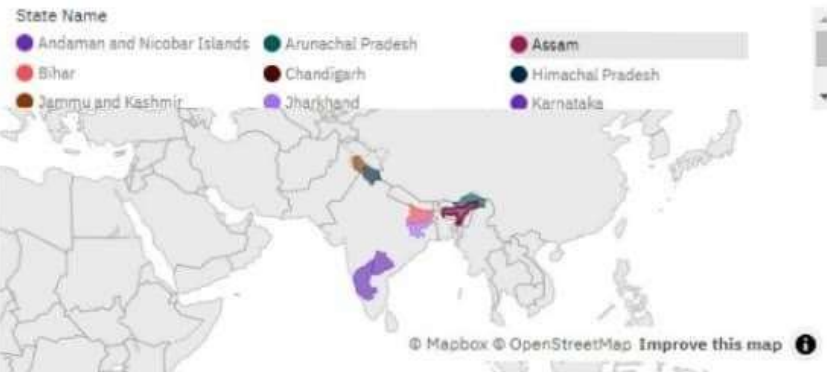 State Name
Andaman and Nicobar Islands Arunachal Pradesh Assam
Bihar Chandigarh Himachal Pradesh
Jammu and Kashmir Jharkhand Karnataka
© Mapbox © OpenStreetMap Improve this map